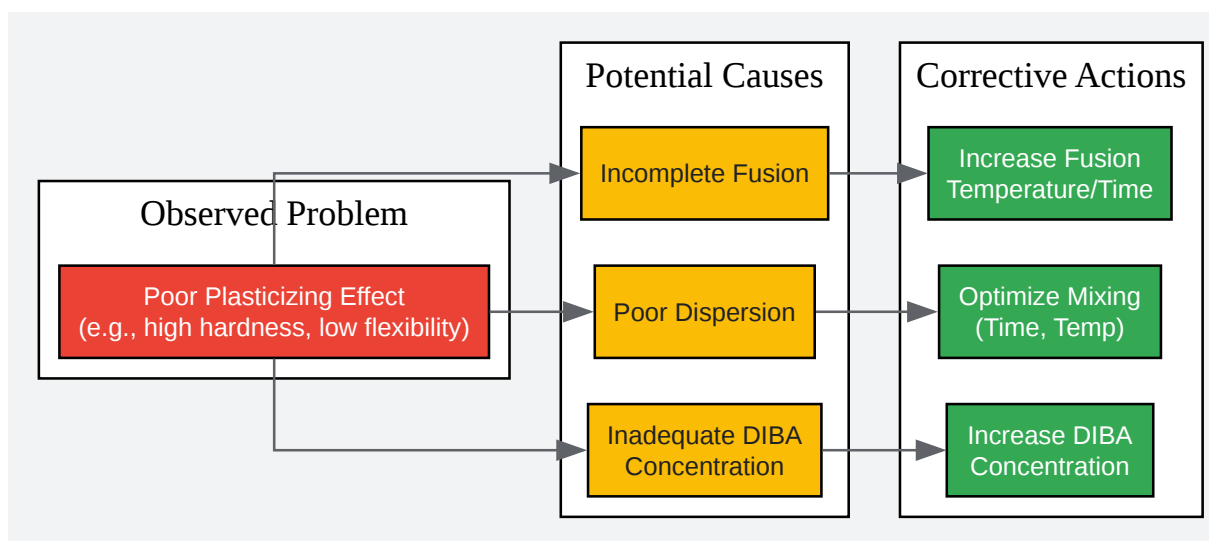 Observed Problem
Poor Plasticizing Effect
(e.g., high hardness, low flexibility)
Potential Causes
Incomplete Fusion
Poor Dispersion
Inadequate DIBA
Concentration
Corrective Actions
Increase Fusion
Temperature/Time
Optimize Mixing
(Time, Temp)
Increase DIBA
Concentration